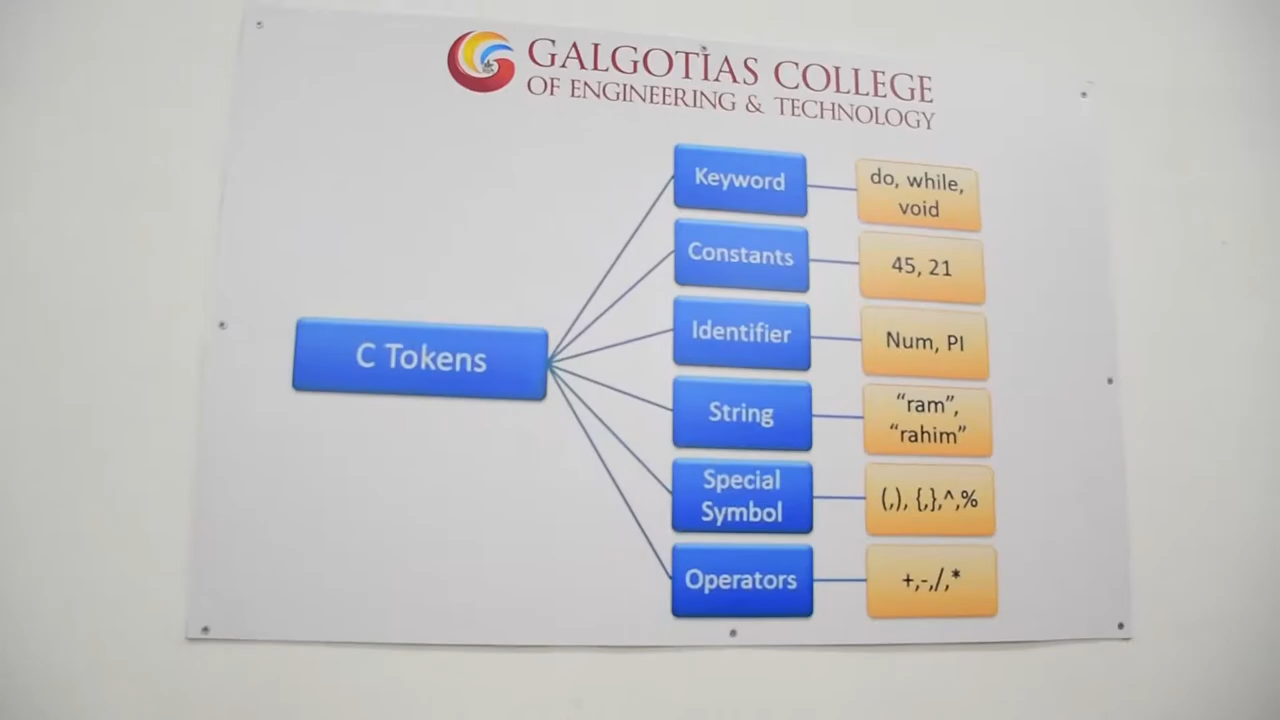 GALGOTIAS COLLEGE
OF ENGINEERING & TECHNOLOGY
C Tokens
Keyword
do, while,
void
Constants
45, 21
Identifier
Num, PI
String
“ram”,
“rahim”
Special
Symbol
(,), {,},^,%
Operators
+,-,/,*